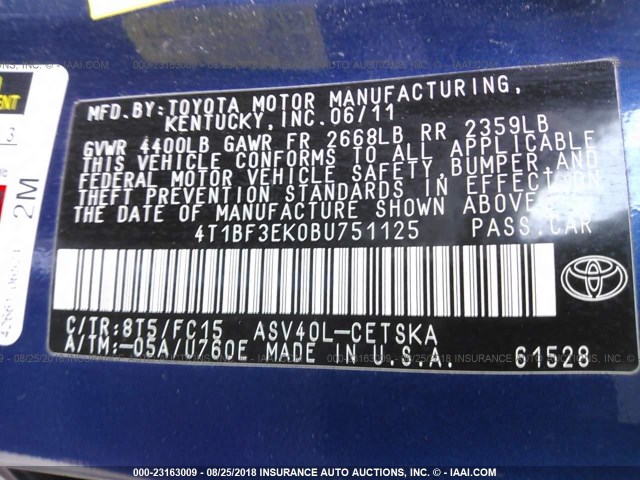 MFD.BY:TOYOTA MOTOR MANUFACTURING,
KENTUCKY, INC. 06/11
GVWR 4400LB GAWR FR 2668LB RR 2359LB
THIS VEHICLE CONFORMS TO ALL APPLICABLE
FEDERAL MOTOR VEHICLE SAFETY,BUMPER AND
THEFT PREVENTION STANDARDS IN EFFECT ON
THE DATE OF MANUFACTURE SHOWN ABOVE.
4T1BF3EK0BU751125 PASS.CAR
C/TR:8T5/FC15 ASV40L-CETSKA
A/TM:-05A/U760E MADE IN U.S.A. 61528
TOYOTA
2M
3
000-23163009 - 08/25/2018 - INSURANCE AUTO AUCTIONS, INC. - IAAI.COM